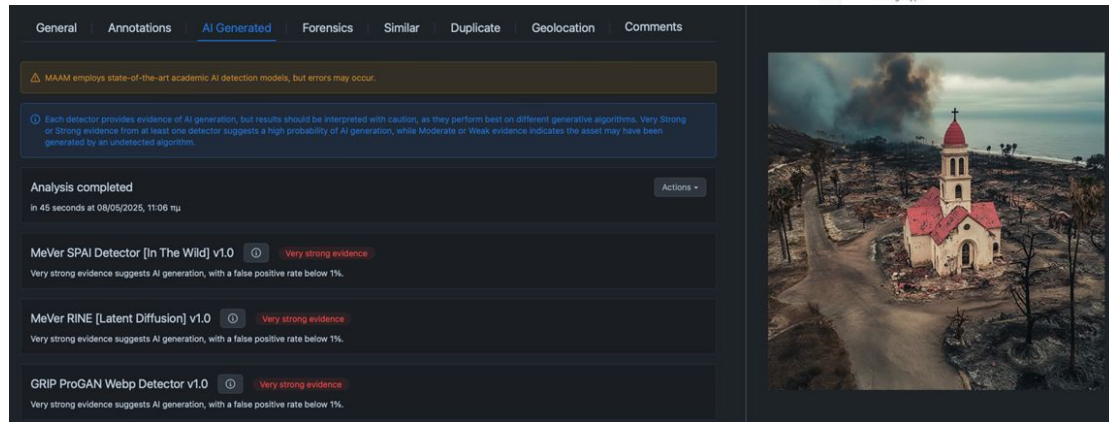 General Annotations AI Generated Forensics Similar Duplicate Geolocation Comments
MAAM employs state-of-the-art academic AI detection models, but errors may occur.
Each detector provides evidence of AI generation, but results should be interpreted with caution, as they perform best on different generative algorithms. Very Strong
or Strong evidence from at least one detector suggests a high probability of AI generation, while Moderate or Weak evidence indicates the asset may have been
generated by an undetected algorithm.
Analysis completed
Actions
in 45 seconds at 08/05/2025, 11:06 πμ
MeVer SPAI Detector [In The Wild] v1.0 Very strong evidence
Very strong evidence suggests AI generation, with a false positive rate below 1%.
MeVer RINE [Latent Diffusion] v1.0 Very strong evidence
Very strong evidence suggests AI generation, with a false positive rate below 1%.
GRIP ProGAN Webp Detector v1.0 Very strong evidence
Very strong evidence suggests AI generation, with a false positive rate below 1%.